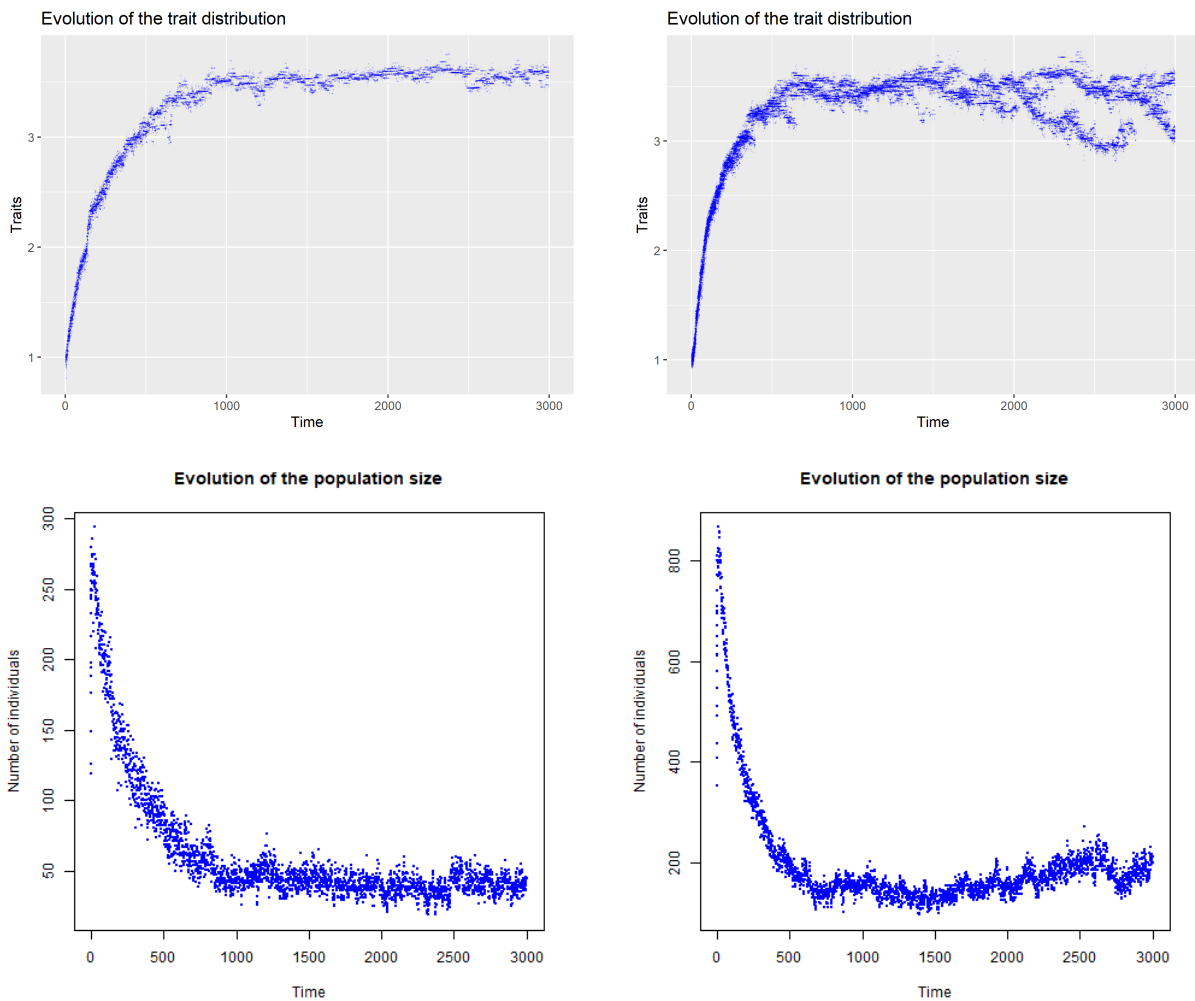 Evolution of the trait distribution
Traits
3
2
1
0 1000 2000 3000
Time
Evolution of the trait distribution
Traits
3
2
1
0 1000 2000 3000
Time
Evolution of the population size
Number of individuals
300
250
200
150
100
50
0 500 1000 1500 2000 2500 3000
Time
Evolution of the population size
Number of individuals
800
600
400
200
0 500 1000 1500 2000 2500 3000
Time